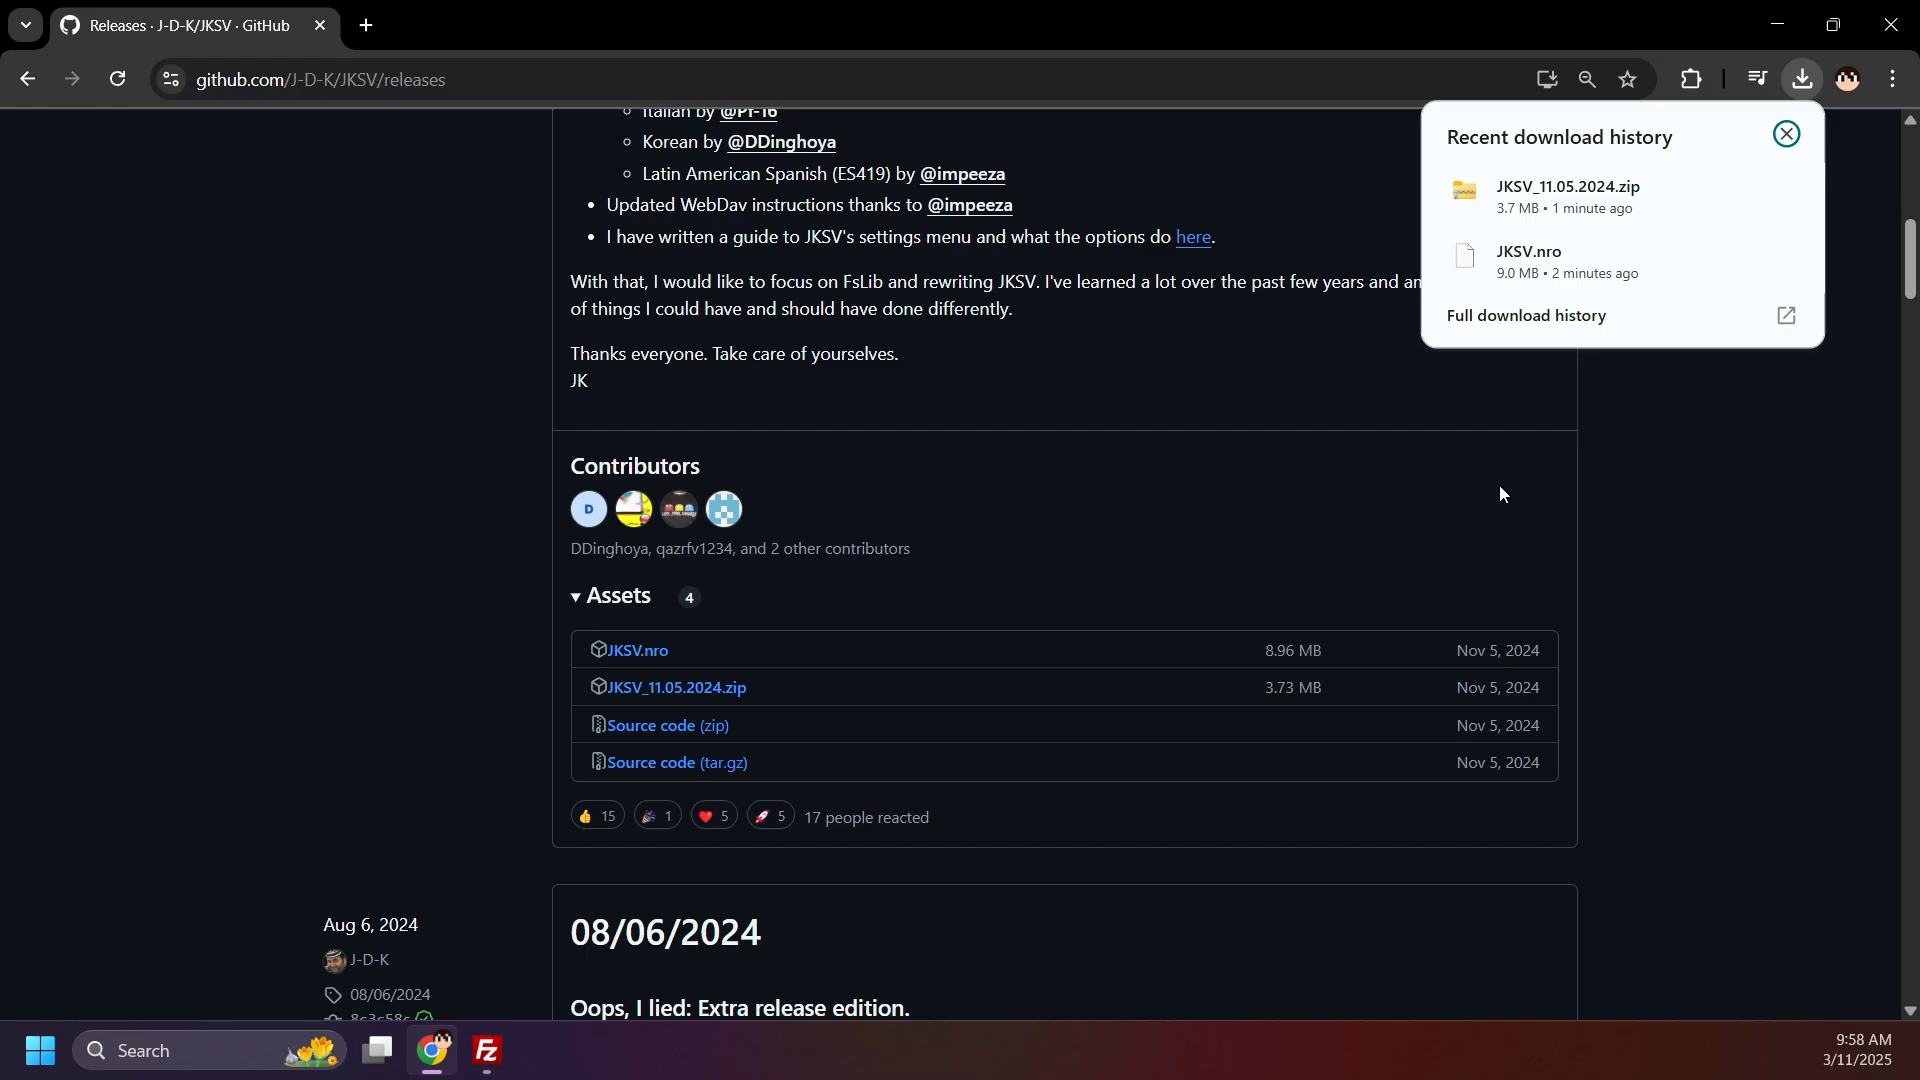 Releases · J-D-K/JKSV · GitHub
github.com/J-D-K/JKSV/releases
Italian by @Pf-16
Korean by @DDinghoya
Latin American Spanish (ES419) by @impeeza
Updated WebDav instructions thanks to @impeeza
I have written a guide to JKSV's settings menu and what the options do here.
With that, I would like to focus on FsLib and rewriting JKSV. I've learned a lot over the past few years and
of things I could have and should have done differently.
Thanks everyone. Take care of yourselves.
JK
Recent download history
JKSV_11.05.2024.zip
3.7 MB • 1 minute ago
JKSV.nro
9.0 MB • 2 minutes ago
Full download history
Contributors
D
DDinghoya, qazrfv1234, and 2 other contributors
Assets 4
JKSV.nro 8.96 MB Nov 5, 2024
JKSV_11.05.2024.zip 3.73 MB Nov 5, 2024
Source code (zip) Nov 5, 2024
Source code (tar.gz) Nov 5, 2024
15 1 5 5 17 people reacted
Aug 6, 2024
J-D-K
08/06/2024
8c3c58c
08/06/2024
Oops, I lied: Extra release edition.
Search
Fz
9:58 AM
3/11/2025